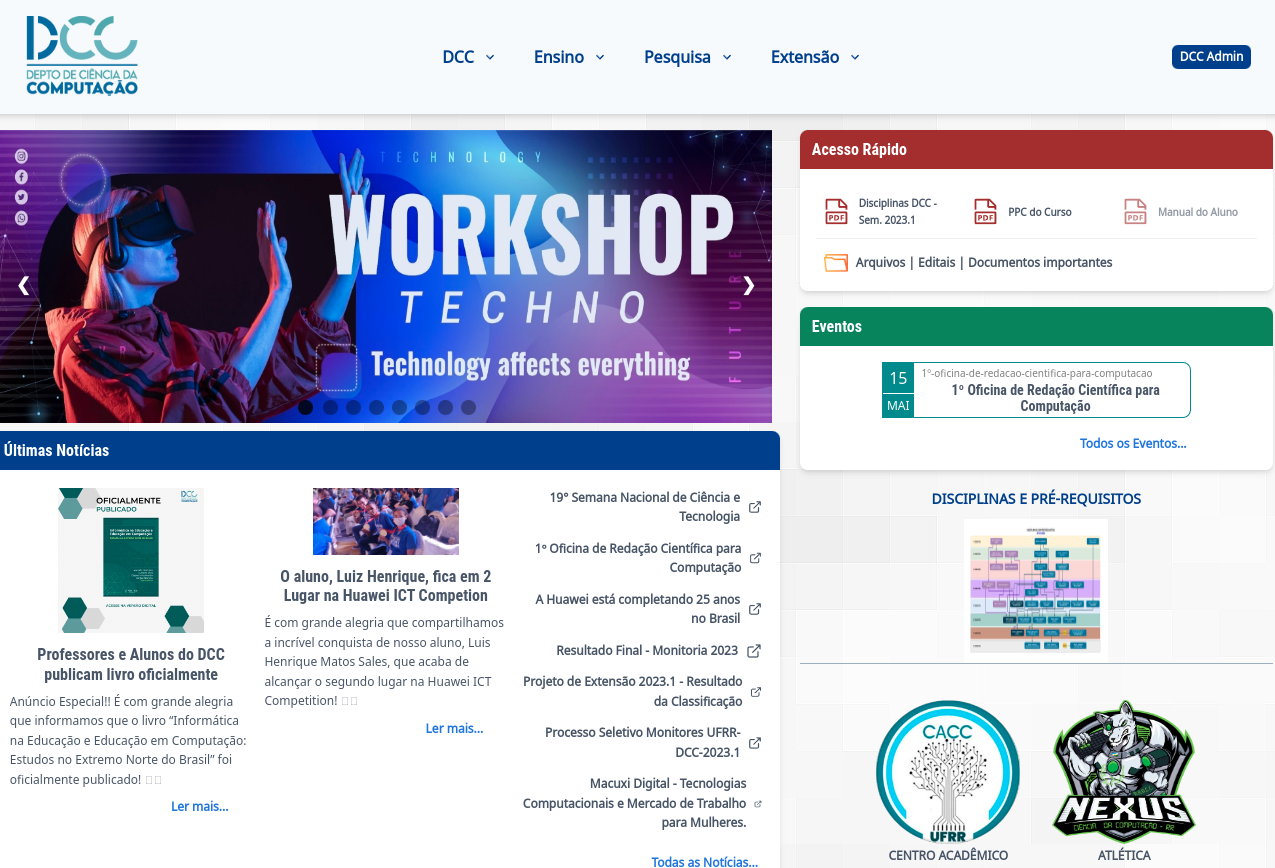 DCC
DEPTO DE CIÊNCIA DA
COMPUTAÇÃO
DCC
Ensino
Pesquisa
Extensão
DCC Admin
TECHNOLOGY
WORKSHOP
TECHNO
Technology affects everything
FUTURE
❮
❯
Acesso Rápido
PDF
Disciplinas DCC -
Sem. 2023.1
PDF
PPC do Curso
PDF
Manual do Aluno
Arquivos | Editais | Documentos importantes
Eventos
15
MAI
1º-oficina-de-redacao-cientifica-para-computacao
1º Oficina de Redação Científica para
Computação
Todos os Eventos...
Últimas Notícias
DCC
OFICIALMENTE
PUBLICADO
Professores e Alunos do DCC
publicam livro oficialmente
Anúncio Especial!! É com grande alegria
que informamos que o livro “Informática
na Educação e Educação em Computação:
Estudos no Extremo Norte do Brasil” foi
oficialmente publicado!
Ler mais...
O aluno, Luiz Henrique, fica em 2
Lugar na Huawei ICT Competion
É com grande alegria que compartilhamos
a incrível conquista de nosso aluno, Luis
Henrique Matos Sales, que acaba de
alcançar o segundo lugar na Huawei ICT
Competition!
Ler mais...
19° Semana Nacional de Ciência e
Tecnologia
1º Oficina de Redação Científica para
Computação
A Huawei está completando 25 anos
no Brasil
Resultado Final - Monitoria 2023
Projeto de Extensão 2023.1 - Resultado
da Classificação
Processo Seletivo Monitores UFRR-
DCC-2023.1
Macuxi Digital - Tecnologias
Computacionais e Mercado de Trabalho
para Mulheres.
Todas as Notícias...
DISCIPLINAS E PRÉ-REQUISITOS
CACC
UFRR
CENTRO ACADÊMICO
NEXUS
CIÊNCIA DA COMPUTAÇÃO - RR
ATLÉTICA